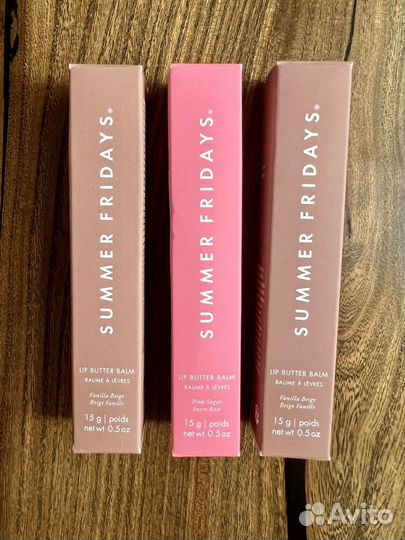 SUMMER FRIDAYS®
LIP BUTTER BALM
BAUME À LÈVRES
Vanilla Beige
Beige Vanille
15 g | poids
net wt 0.5 oz
SUMMER FRIDAYS®
LIP BUTTER BALM
BAUME À LÈVRES
Pink Sugar
Sucre Rose
15 g | poids
net wt 0.5 oz
SUMMER FRIDAYS®
LIP BUTTER BALM
BAUME À LÈVRES
Vanilla Beige
Beige Vanille
15 g | poids
net wt 0.5 oz
Avito